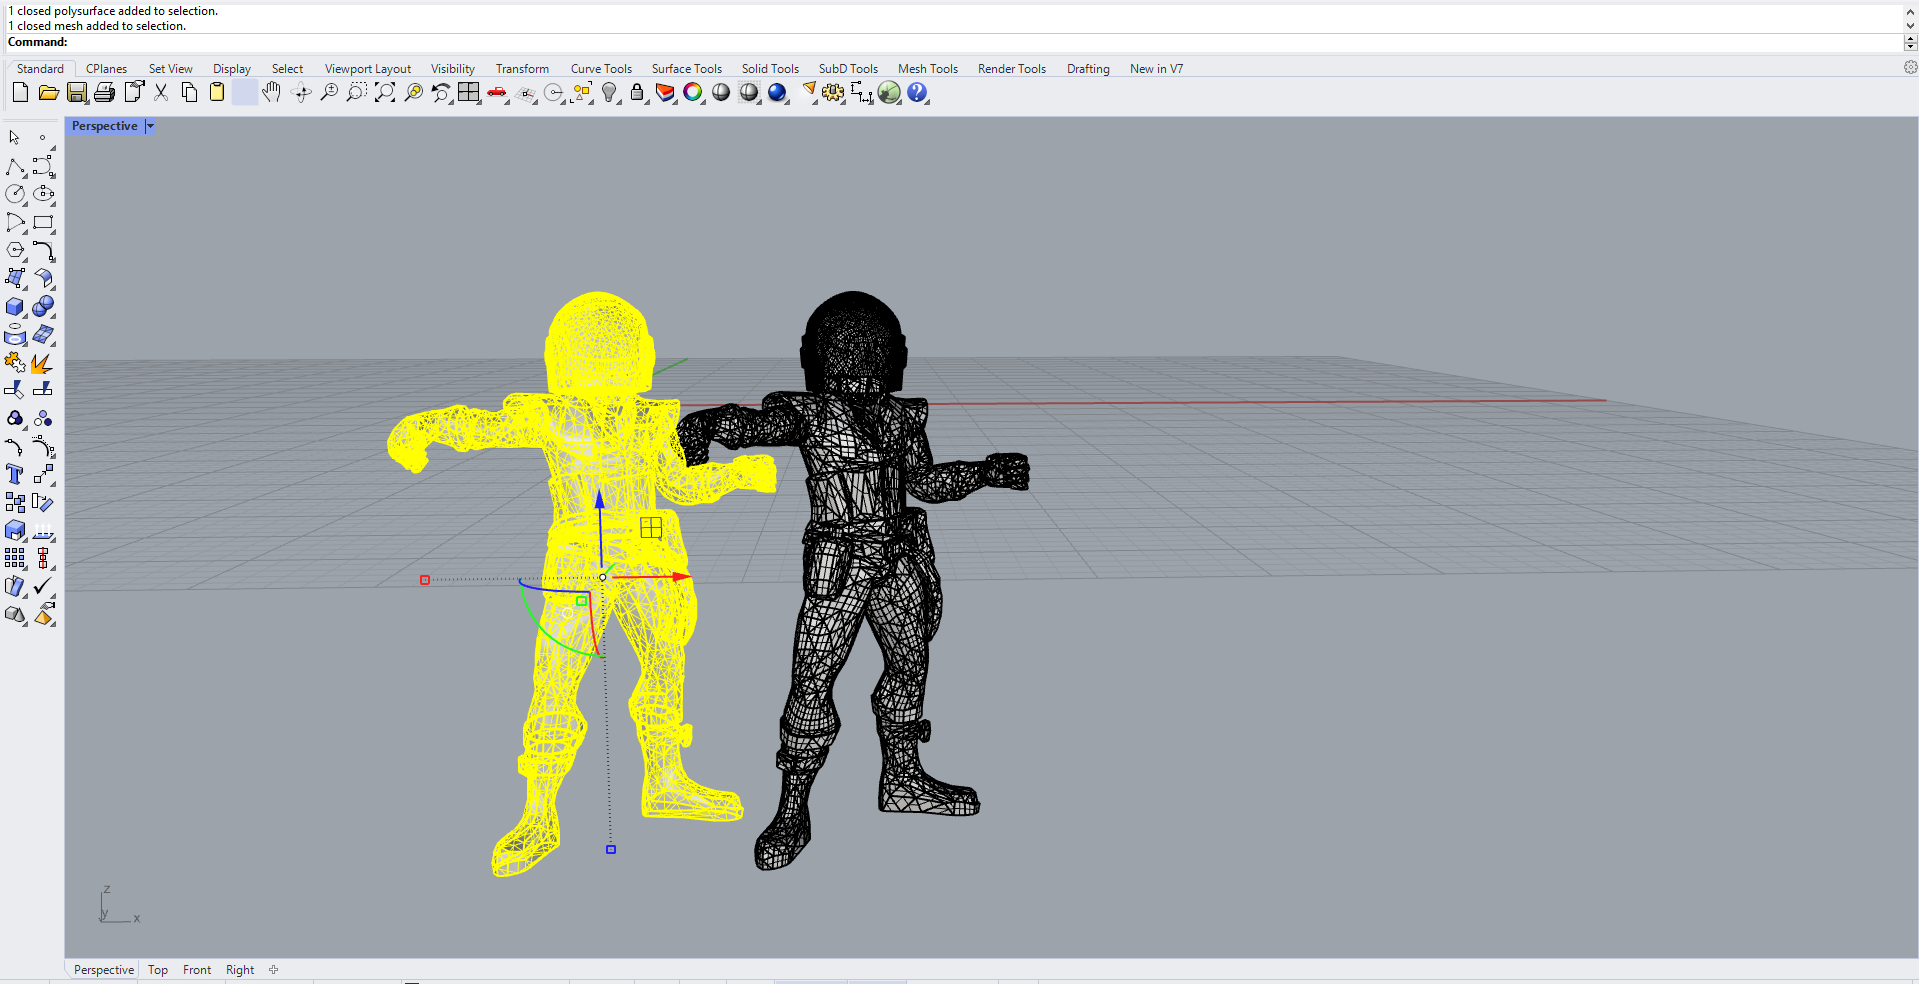 1 closed polysurface added to selection.
1 closed mesh added to selection.
Command:
Standard CPlanes Set View Display Select Viewport Layout Visibility Transform Curve Tools Surface Tools Solid Tools SubD Tools Mesh Tools Render Tools Drafting New in V7
Perspective
z
y x
Perspective Top Front Right